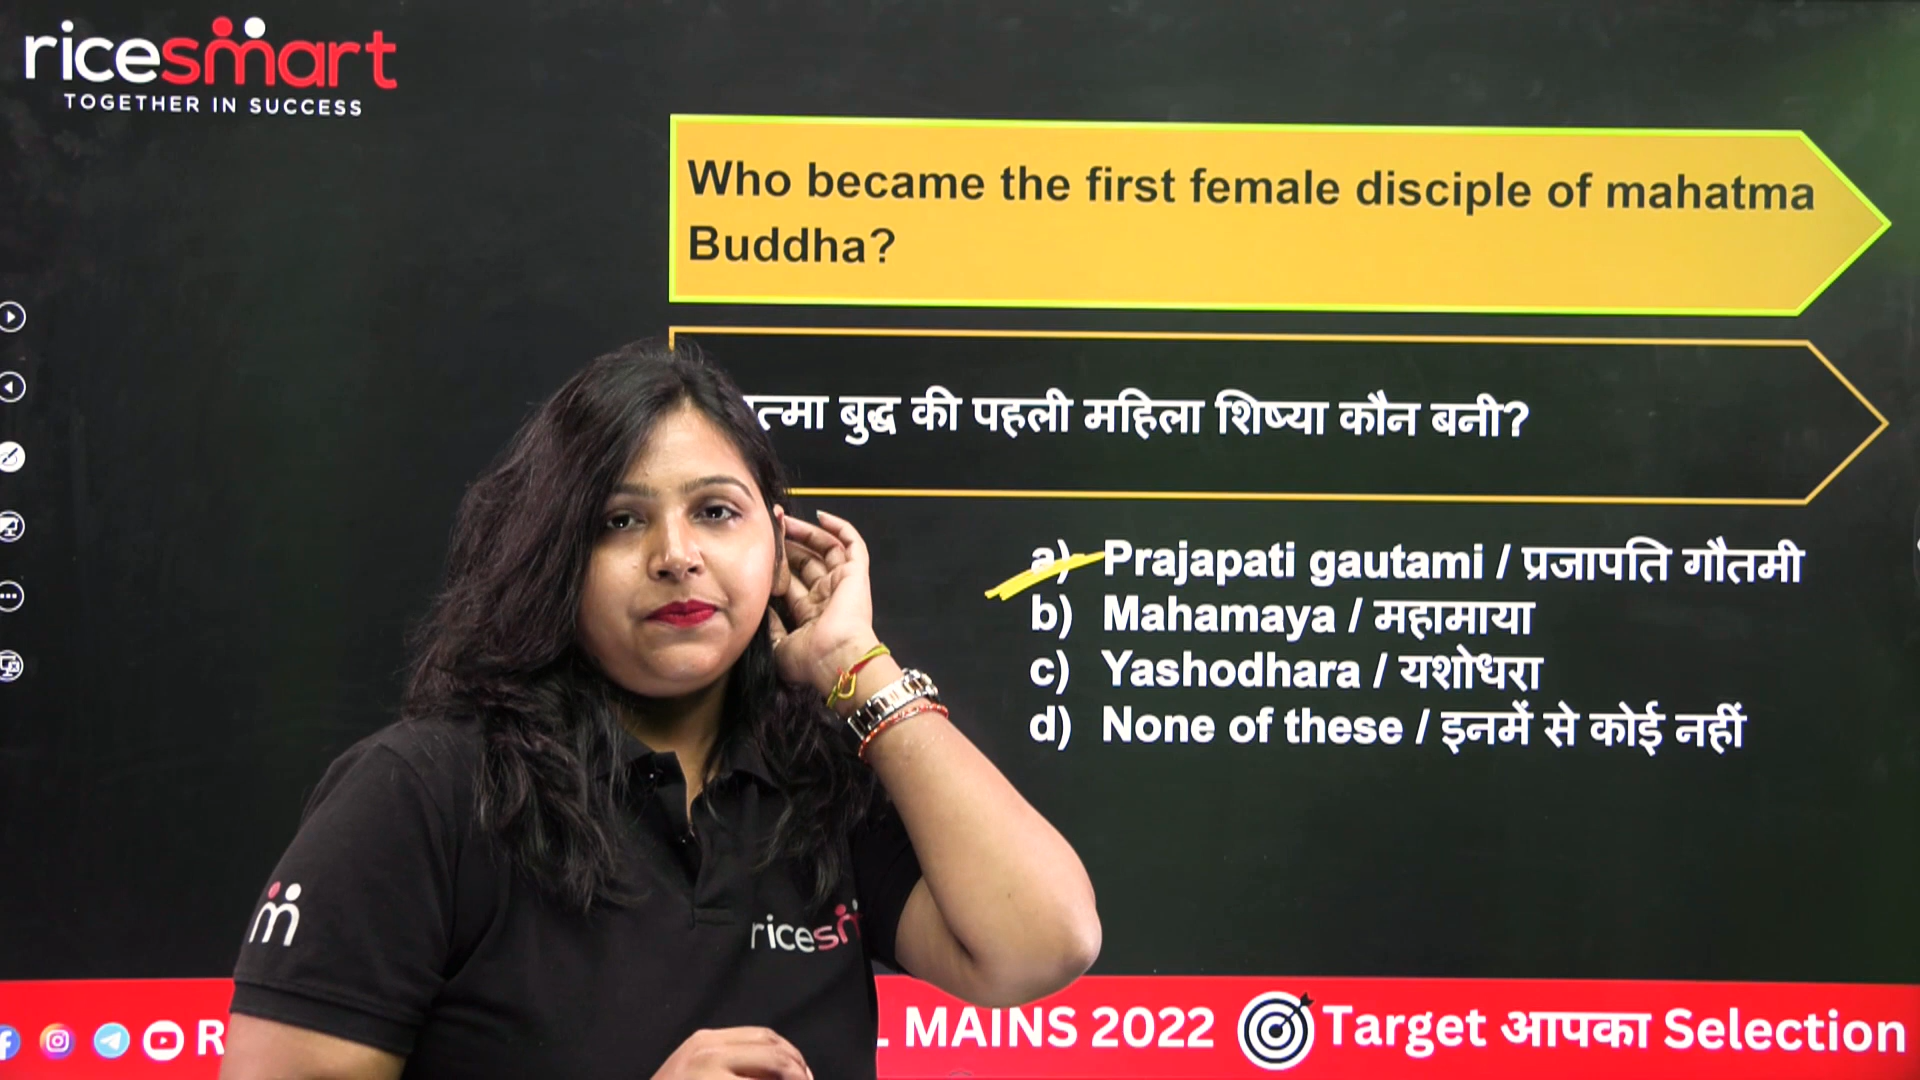 ricesmart
TOGETHER IN SUCCESS
Who became the first female disciple of mahatma
Buddha?
बुद्ध की पहली महिला शिष्या कौन बनी?
a) Prajapati gautami / प्रजापति गौतमी
b) Mahamaya / महामाया
c) Yashodhara / यशोधरा
d) None of these / इनमें से कोई नहीं
MAINS 2022 Target आपका Selection